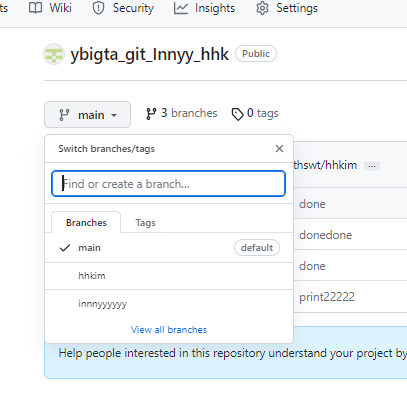 ts Wiki Security Insights Settings
ybigta_git_Innyy_hhk Public
main 3 branches 0 tags
Switch branches/tags
thswt/hhkim ...
Find or create a branch...
done
Branches Tags
main default
donedone
hhkim
done
innnyyyyyy
print22222
View all branches
Help people interested in this repository understand your project by